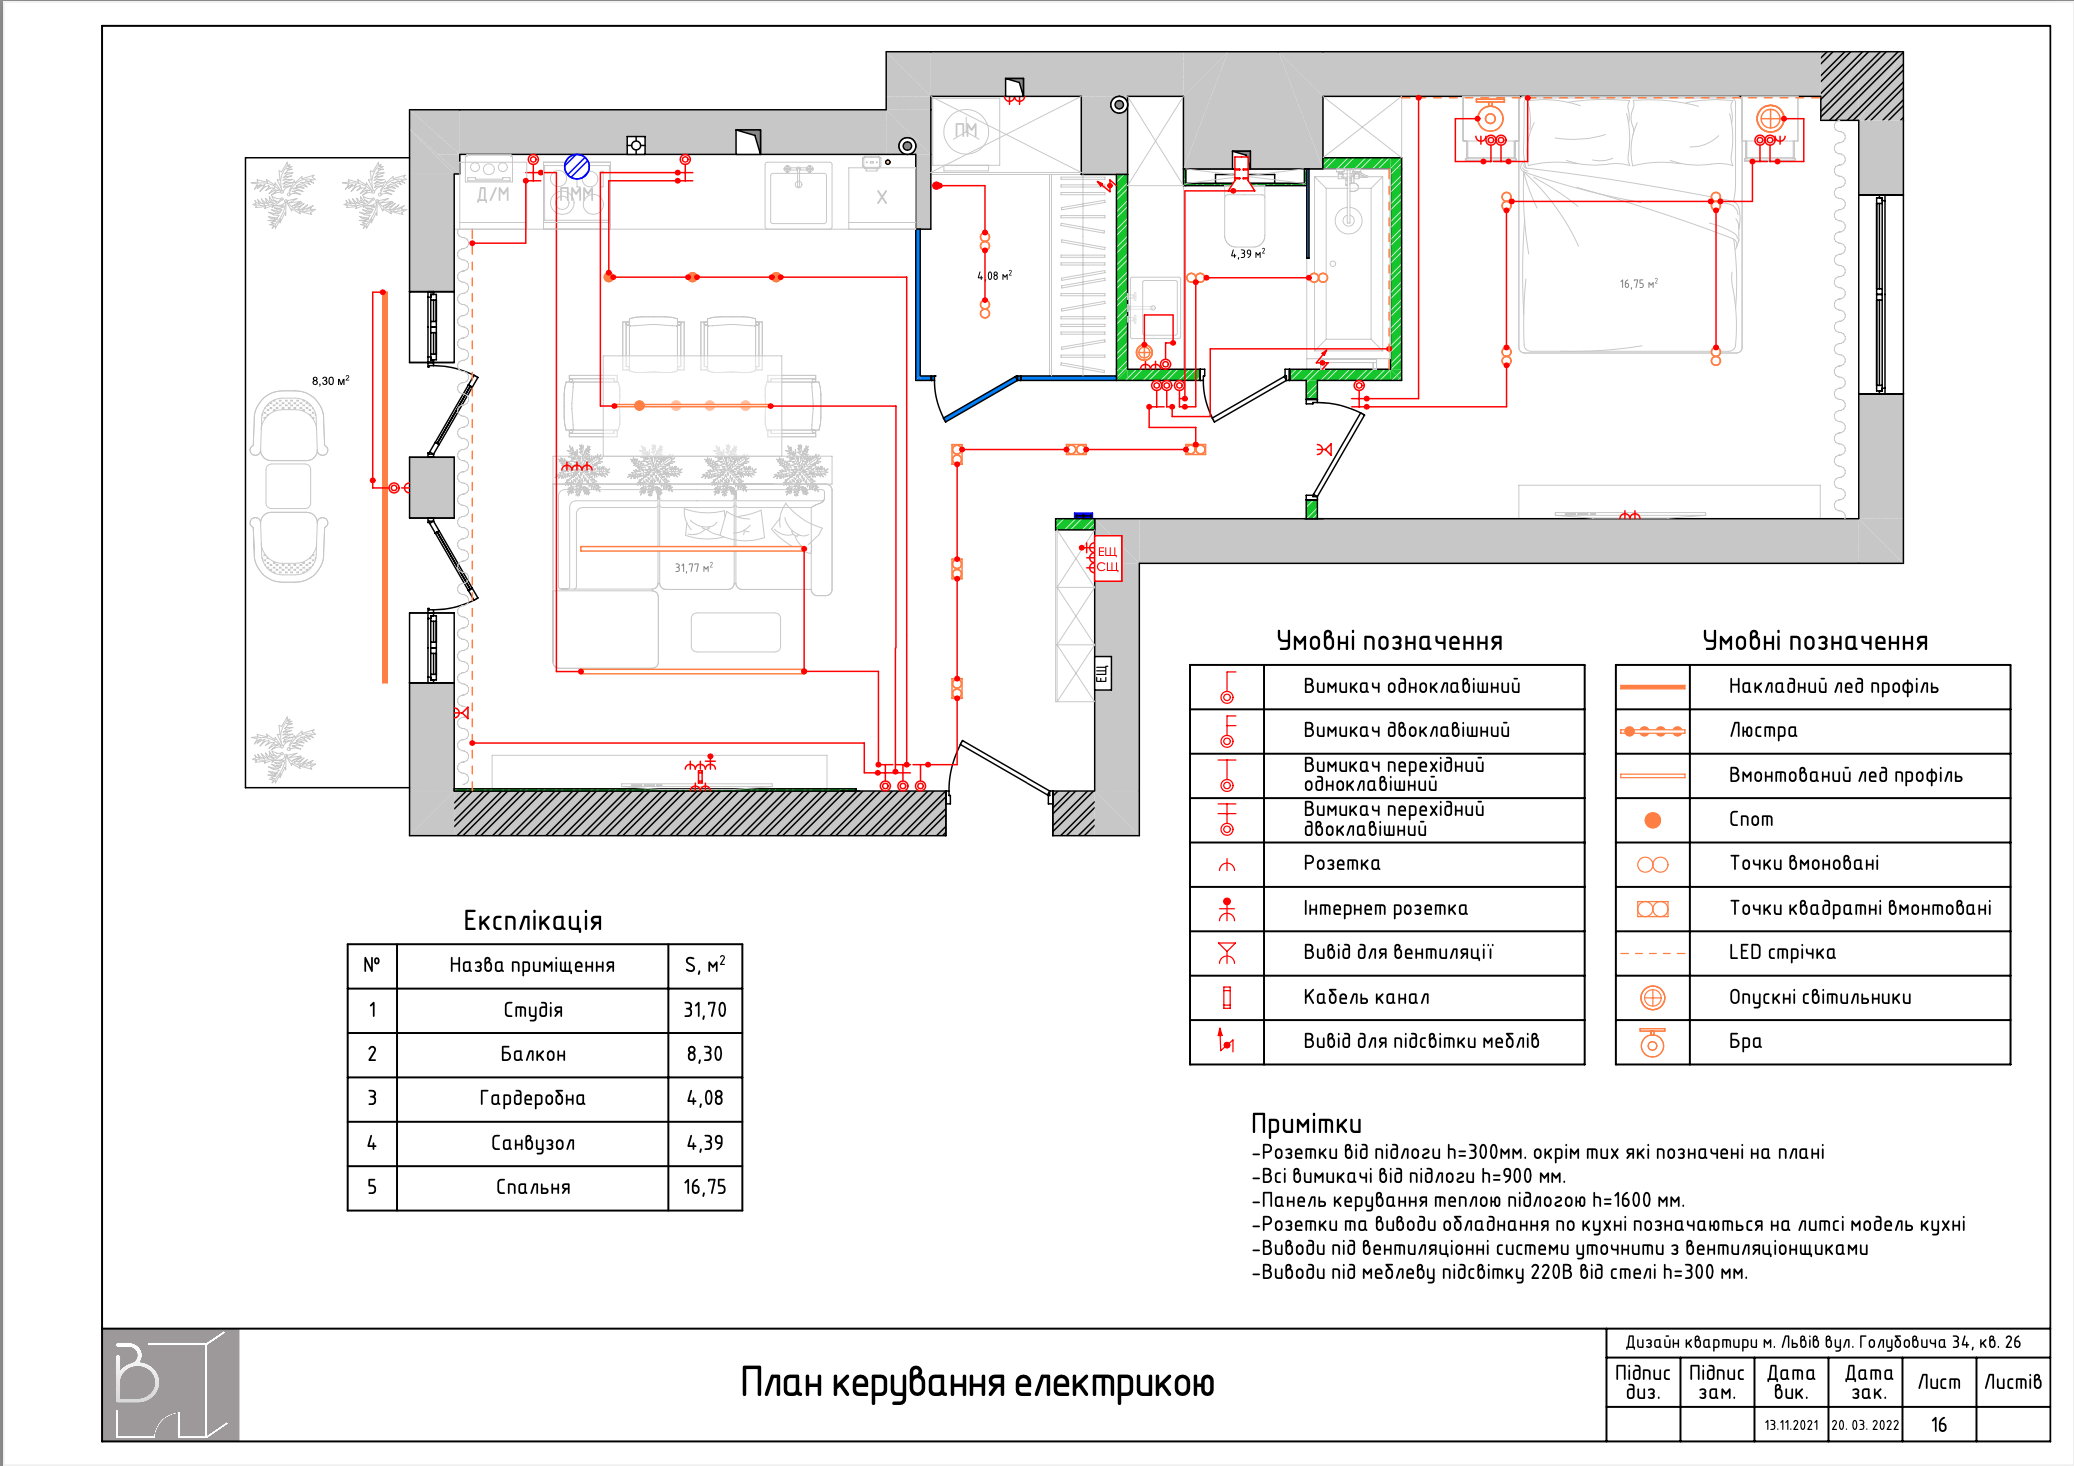 ПМ
Д/М
ПММ
Х
4,08 м²
4,39 м²
16,75 м²
8,30 м²
31,77 м²
ЕЩ
СЩ
ЕЩ
Умовні позначення
Вимикач одноклавішний
Вимикач двоклавішний
Вимикач перехідний
одноклавішний
Вимикач перехідний
двоклавішний
Розетка
Інтернет розетка
Вивід для вентиляції
Кабель канал
Вивід для підсвітки меблів
Умовні позначення
Накладний лед профіль
Люстра
Вмонтований лед профіль
Спот
Точки вмоновані
Точки квадратні вмонтовані
LED стрічка
Опускні світильники
Бра
Експлікація
№ Назва приміщення S, м²
1 Студія 31,70
2 Балкон 8,30
3 Гардеробна 4,08
4 Санвузол 4,39
5 Спальня 16,75
Примітки
-Розетки від підлоги h=300мм. окрім тих які позначені на плані
-Всі вимикачі від підлоги h=900 мм.
-Панель керування теплою підлогою h=1600 мм.
-Розетки та виводи обладнання по кухні позначаються на литсі модель кухні
-Виводи під вентиляціонні системи уточнити з вентиляціонщиками
-Виводи під меблеву підсвітку 220В від стелі h=300 мм.
План керування електрикою
Дизайн квартири м. Львів вул. Голубовича 34, кв. 26
Підпис диз. Підпис зам. Дата вик. Дата зак. Лист Листів
13.11.2021 20. 03. 2022 16